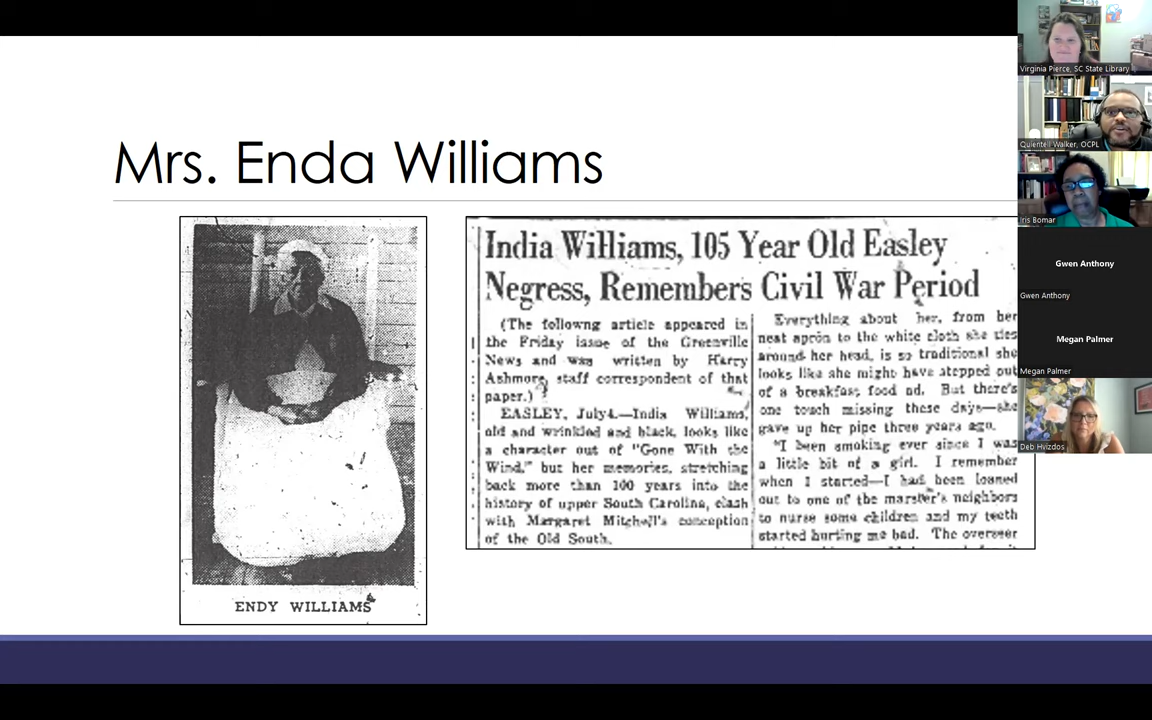 Mrs. Enda Williams
ENDY WILLIAMS
India Williams, 105 Year Old Easley
Negress, Remembers Civil War Period
(The followng article appeared in
the Friday issue of the Greenville
News and was written by Harry
Ashmore, staff correspondent of that
paper.)
EASLEY, July 4.—India Williams,
old and wrinkled and black, looks like
a character out of "Gone With the
Wind," but her memories, stretching
back more than 100 years into the
history of upper South Carolina, clash
with Margaret Mitchell's conception
of the Old South.
Everything about her, from her
neat apron to the white cloth she ties
around her head, is so traditional she
looks like she might have stepped out
of a breakfast food ad. But there's
one touch missing these days—she
gave up her pipe three years ago.
"I been smoking ever since I was
a little bit of a girl. I remember
when I started—I had been loaned
out to one of the marster's neighbors
to nurse some children and my teeth
started hurting me bad. The overseer
Virginia Pierce, SC State Library
Quientell Walker, OCPL
Iris Bomar
Gwen Anthony
Gwen Anthony
Megan Palmer
Megan Palmer
Deb Hvizdos